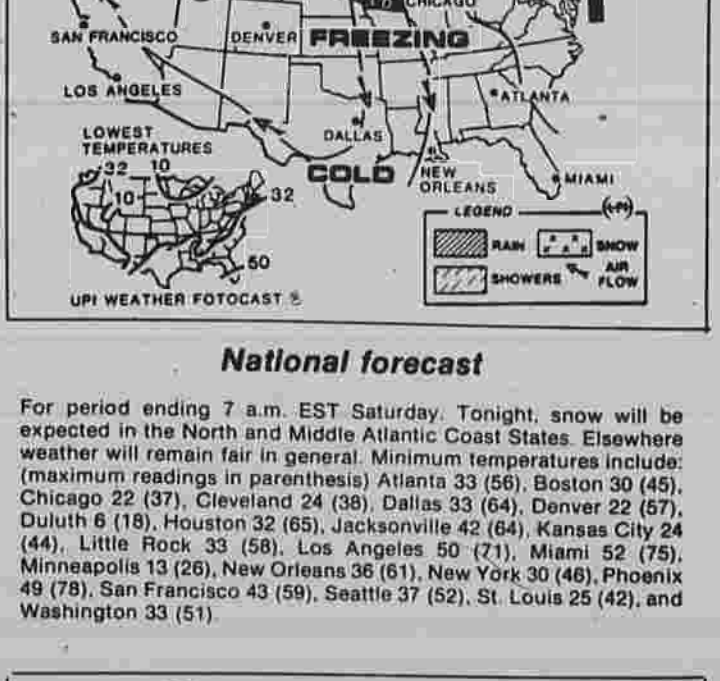 CHICAGO
SAN FRANCISCO
DENVER
FREEZING
LOS ANGELES
ATLANTA
LOWEST
TEMPERATURES
DALLAS
32 10
COLD
NEW
ORLEANS
MIAMI
10
32
LEGEND
RAIN
SNOW
50
SHOWERS
AIR
FLOW
UPI WEATHER FOTOCAST ®
National forecast
For period ending 7 a.m. EST Saturday. Tonight, snow will be
expected in the North and Middle Atlantic Coast States. Elsewhere
weather will remain fair in general. Minimum temperatures include:
(maximum readings in parenthesis) Atlanta 33 (56), Boston 30 (45),
Chicago 22 (37), Cleveland 24 (38), Dallas 33 (64), Denver 22 (57),
Duluth 6 (18), Houston 32 (65), Jacksonville 42 (64), Kansas City 24
(44), Little Rock 33 (58), Los Angeles 50 (71), Miami 52 (75),
Minneapolis 13 (26), New Orleans 36 (61), New York 30 (46), Phoenix
49 (78), San Francisco 43 (59), Seattle 37 (52), St. Louis 25 (42), and
Washington 33 (51)